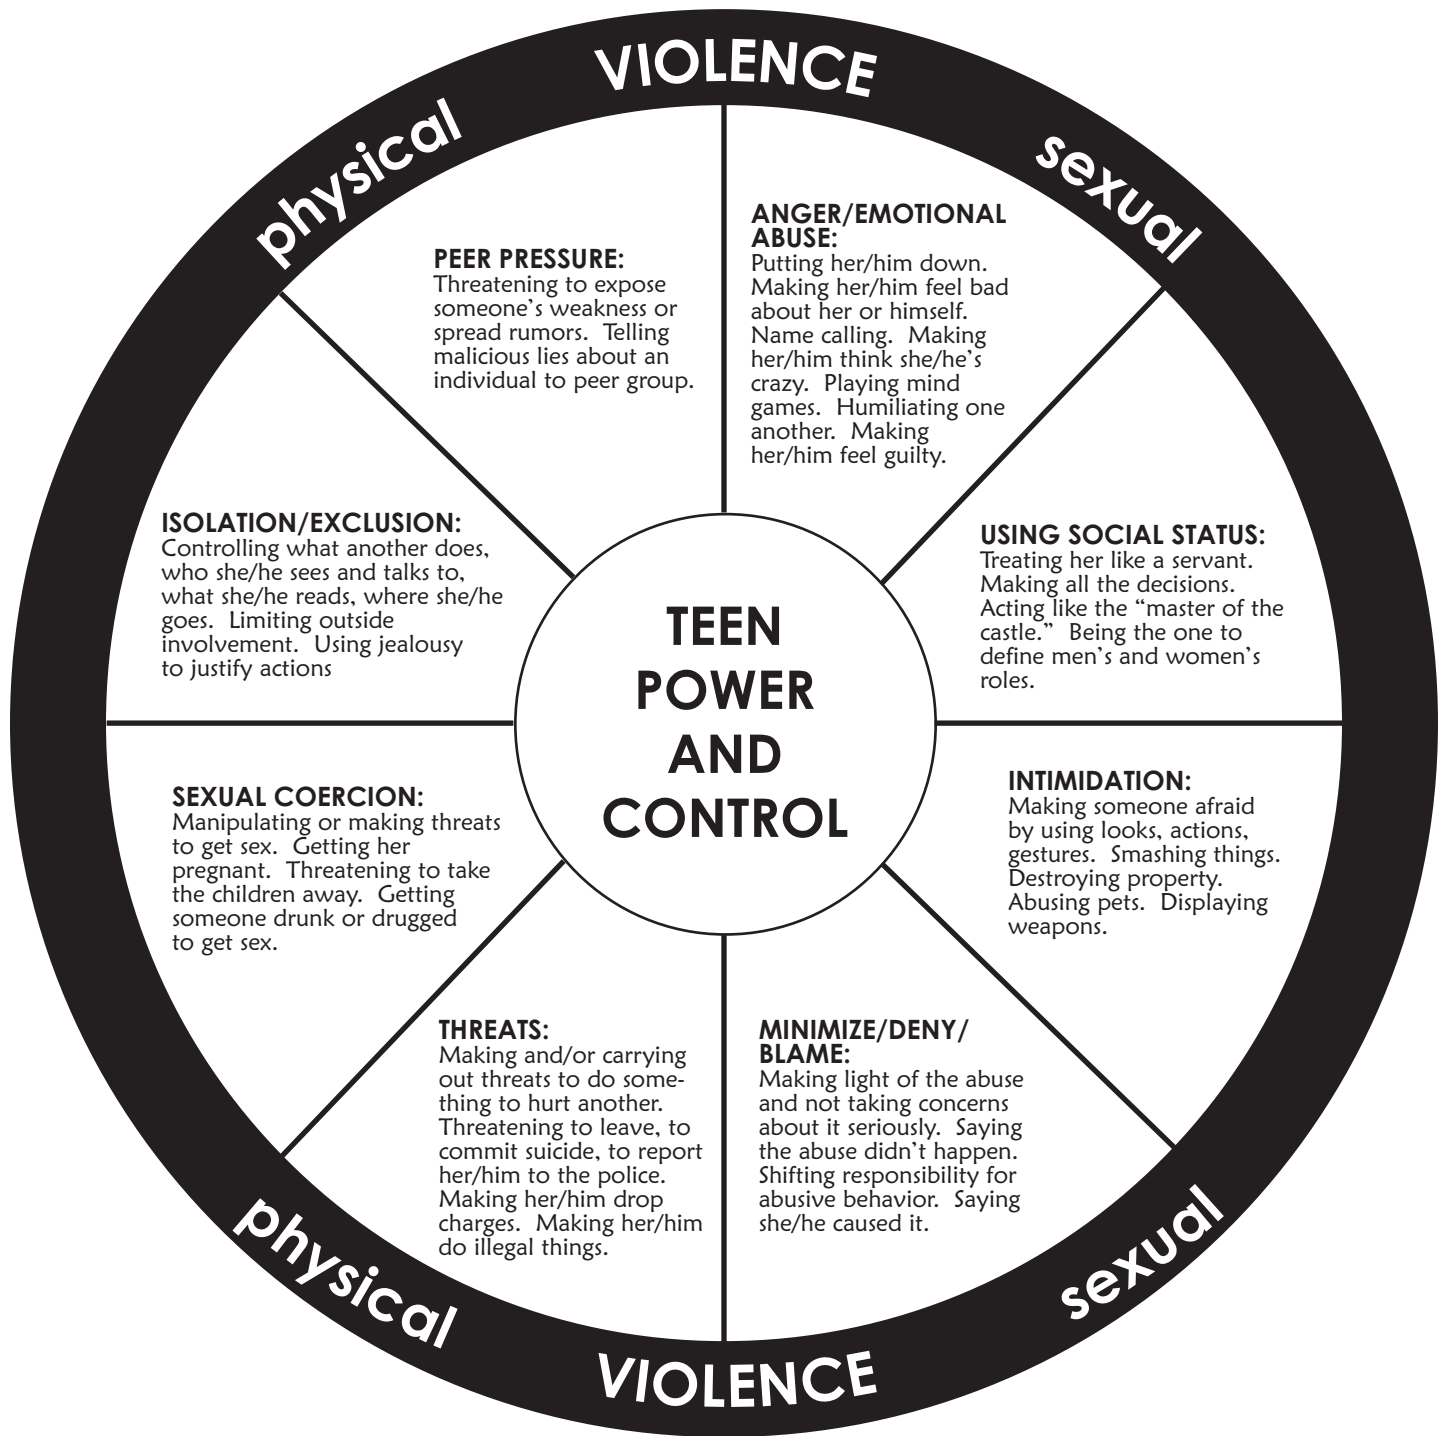 VIOLENCE
physical
sexual
ANGER/EMOTIONAL
ABUSE:
Putting her/him down.
Making her/him feel bad
about her or himself.
Name calling.  Making
her/him think she/he's
crazy.  Playing mind
games.  Humiliating one
another.  Making
her/him feel guilty.
PEER PRESSURE:
Threatening to expose
someone's weakness or
spread rumors.  Telling
malicious lies about an
individual to peer group.
ISOLATION/EXCLUSION:
Controlling what another does,
who she/he sees and talks to,
what she/he reads, where she/he
goes.  Limiting outside
involvement.  Using jealousy
to justify actions
USING SOCIAL STATUS:
Treating her like a servant.
Making all the decisions.
Acting like the “master of the
castle.”  Being the one to
define men's and women's
roles.
TEEN
POWER
AND
CONTROL
SEXUAL COERCION:
Manipulating or making threats
to get sex.  Getting her
pregnant.  Threatening to take
the children away.  Getting
someone drunk or drugged
to get sex.
INTIMIDATION:
Making someone afraid
by using looks, actions,
gestures.  Smashing things.
Destroying property.
Abusing pets.  Displaying
weapons.
THREATS:
Making and/or carrying
out threats to do some-
thing to hurt another.
Threatening to leave, to
commit suicide, to report
her/him to the police.
Making her/him drop
charges.  Making her/him
do illegal things.
MINIMIZE/DENY/
BLAME:
Making light of the abuse
and not taking concerns
about it seriously.  Saying
the abuse didn't happen.
Shifting responsibility for
abusive behavior.  Saying
she/he caused it.
physical
sexual
VIOLENCE